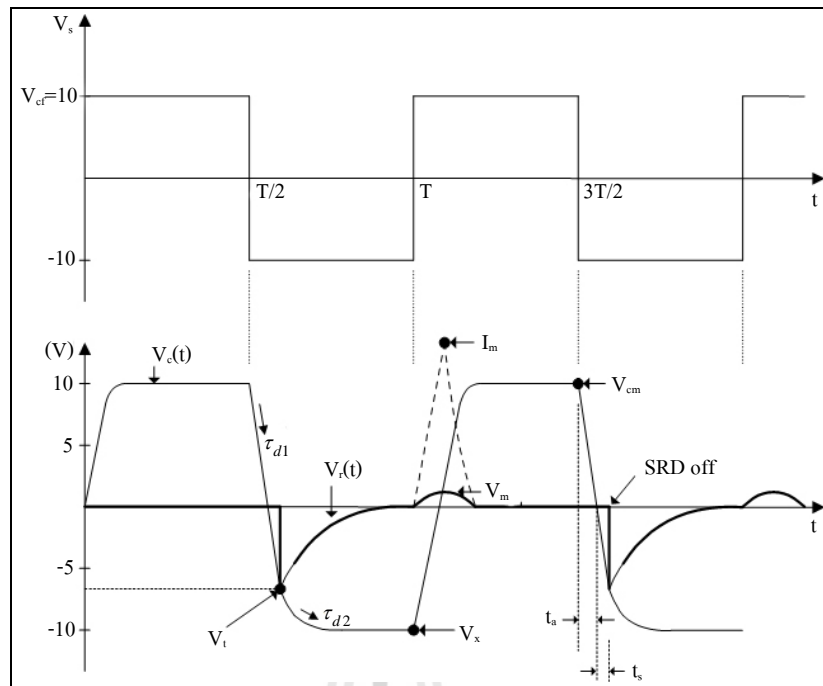 V_s
V_cf=10
T/2
T
3T/2
t
-10
(V)
V_c(t)
I_m
10
V_cm
5
τ_d1
V_r(t)
V_m
SRD off
t
-5
V_t
τ_d2
V_x
-10
t_a
t_s